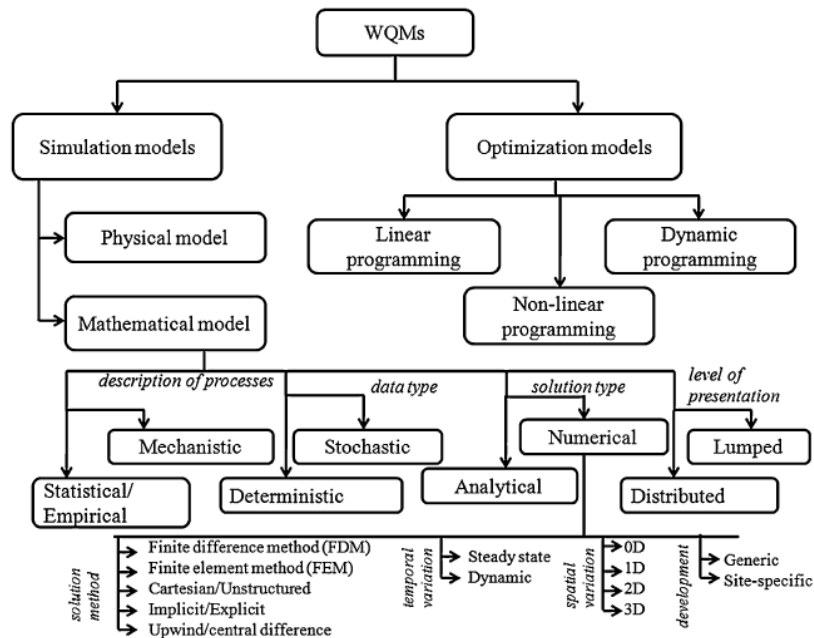 WQMs
Simulation models
Optimization models
Physical model
Linear
programming
Dynamic
programming
Non-linear
programming
Mathematical model
description of processes
data type
solution type
level of
presentation
Mechanistic
Stochastic
Numerical
Lumped
Statistical/
Empirical
Deterministic
Analytical
Distributed
solution
method
Finite difference method (FDM)
Finite element method (FEM)
Cartesian/Unstructured
Implicit/Explicit
Upwind/central difference
temporal
variation
Steady state
Dynamic
spatial
variation
0D
1D
2D
3D
development
Generic
Site-specific